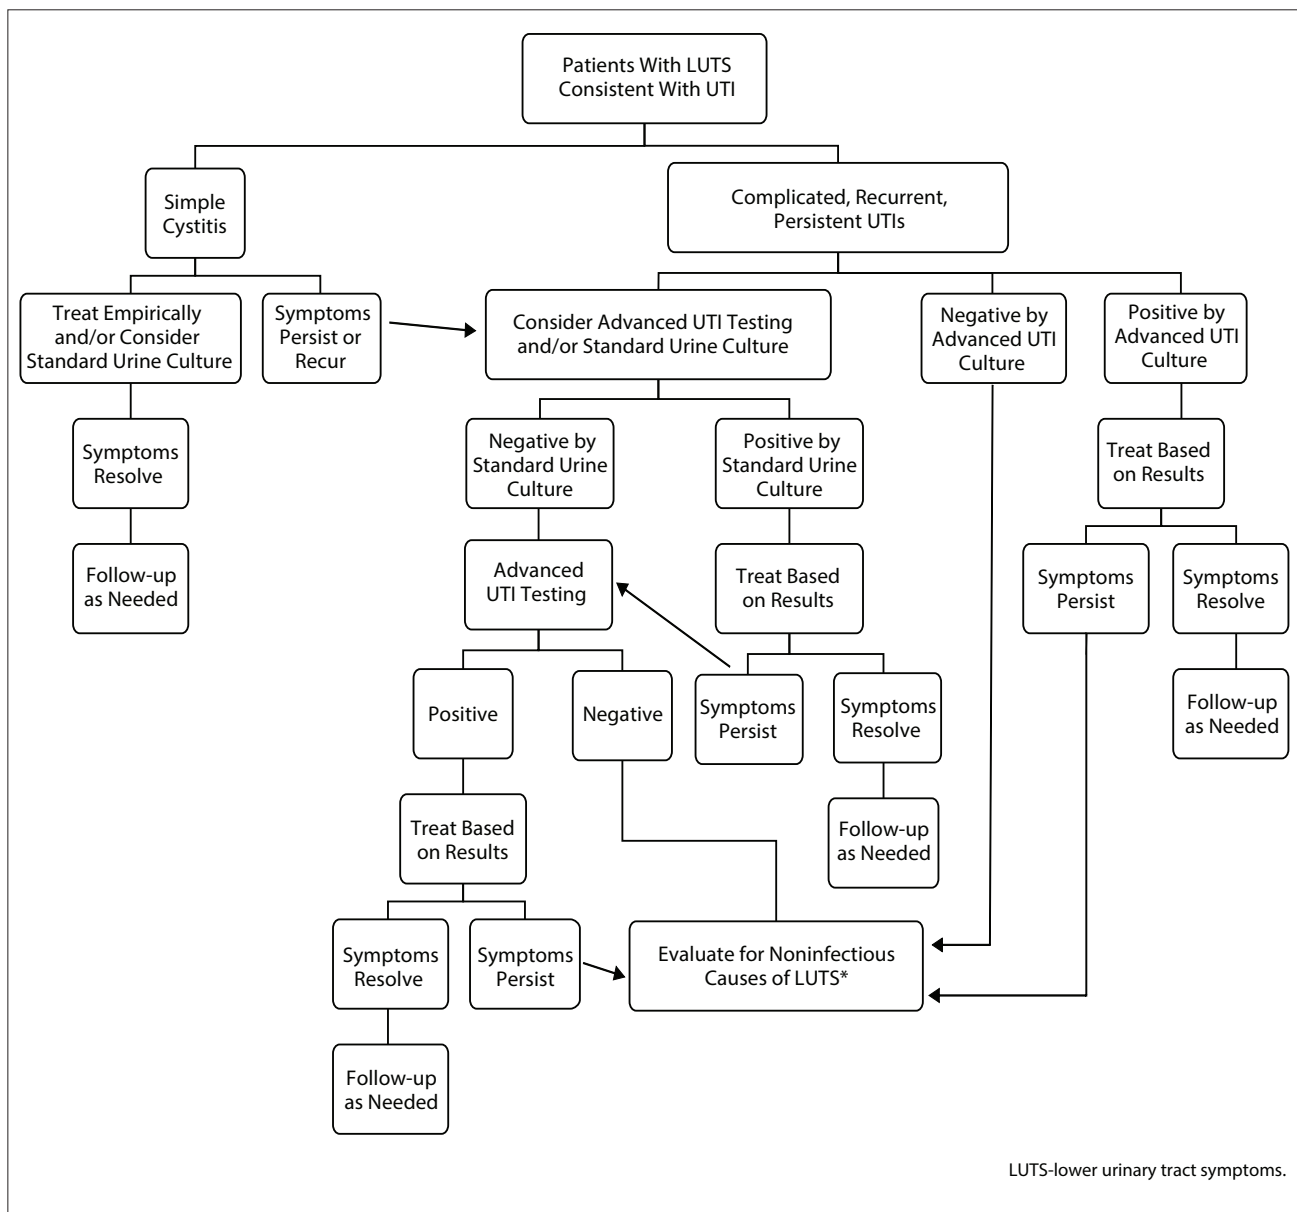 Patients With LUTS
Consistent With UTI
Simple
Cystitis
Complicated, Recurrent,
Persistent UTIs
Treat Empirically
and/or Consider
Standard Urine Culture
Symptoms
Persist or
Recur
Consider Advanced UTI Testing
and/or Standard Urine Culture
Negative by
Advanced UTI
Culture
Positive by
Advanced UTI
Culture
Symptoms
Resolve
Negative by
Standard Urine
Culture
Positive by
Standard Urine
Culture
Treat Based
on Results
Follow-up
as Needed
Advanced
UTI Testing
Treat Based
on Results
Symptoms
Persist
Symptoms
Resolve
Positive
Negative
Symptoms
Persist
Symptoms
Resolve
Follow-up
as Needed
Treat Based
on Results
Follow-up
as Needed
Symptoms
Resolve
Symptoms
Persist
Evaluate for Noninfectious
Causes of LUTS*
Follow-up
as Needed
LUTS-lower urinary tract symptoms.